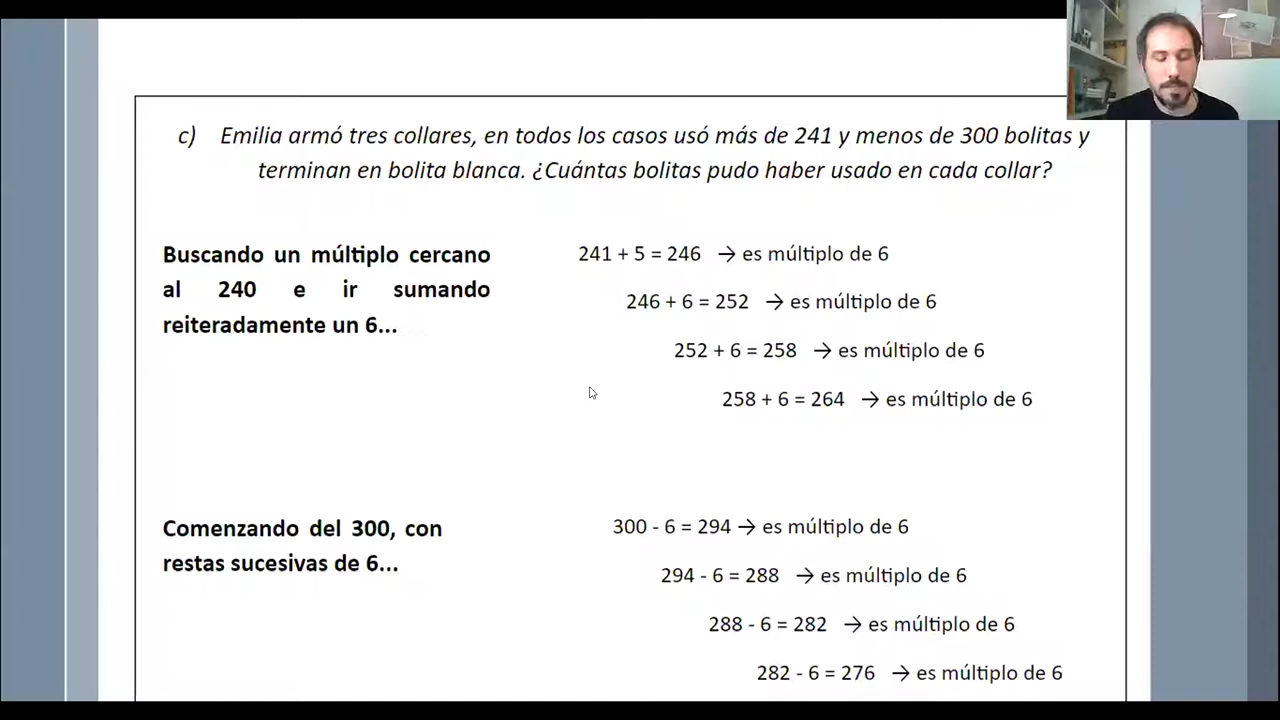 c) Emilia armó tres collares, en todos los casos usó más de 241 y menos de 300 bolitas y
terminan en bolita blanca. ¿Cuántas bolitas pudo haber usado en cada collar?
Buscando un múltiplo cercano
al 240 e ir sumando
reiteradamente un 6...
241 + 5 = 246 → es múltiplo de 6
246 + 6 = 252 → es múltiplo de 6
252 + 6 = 258 → es múltiplo de 6
258 + 6 = 264 → es múltiplo de 6
Comenzando del 300, con
restas sucesivas de 6...
300 - 6 = 294 → es múltiplo de 6
294 - 6 = 288 → es múltiplo de 6
288 - 6 = 282 → es múltiplo de 6
282 - 6 = 276 → es múltiplo de 6